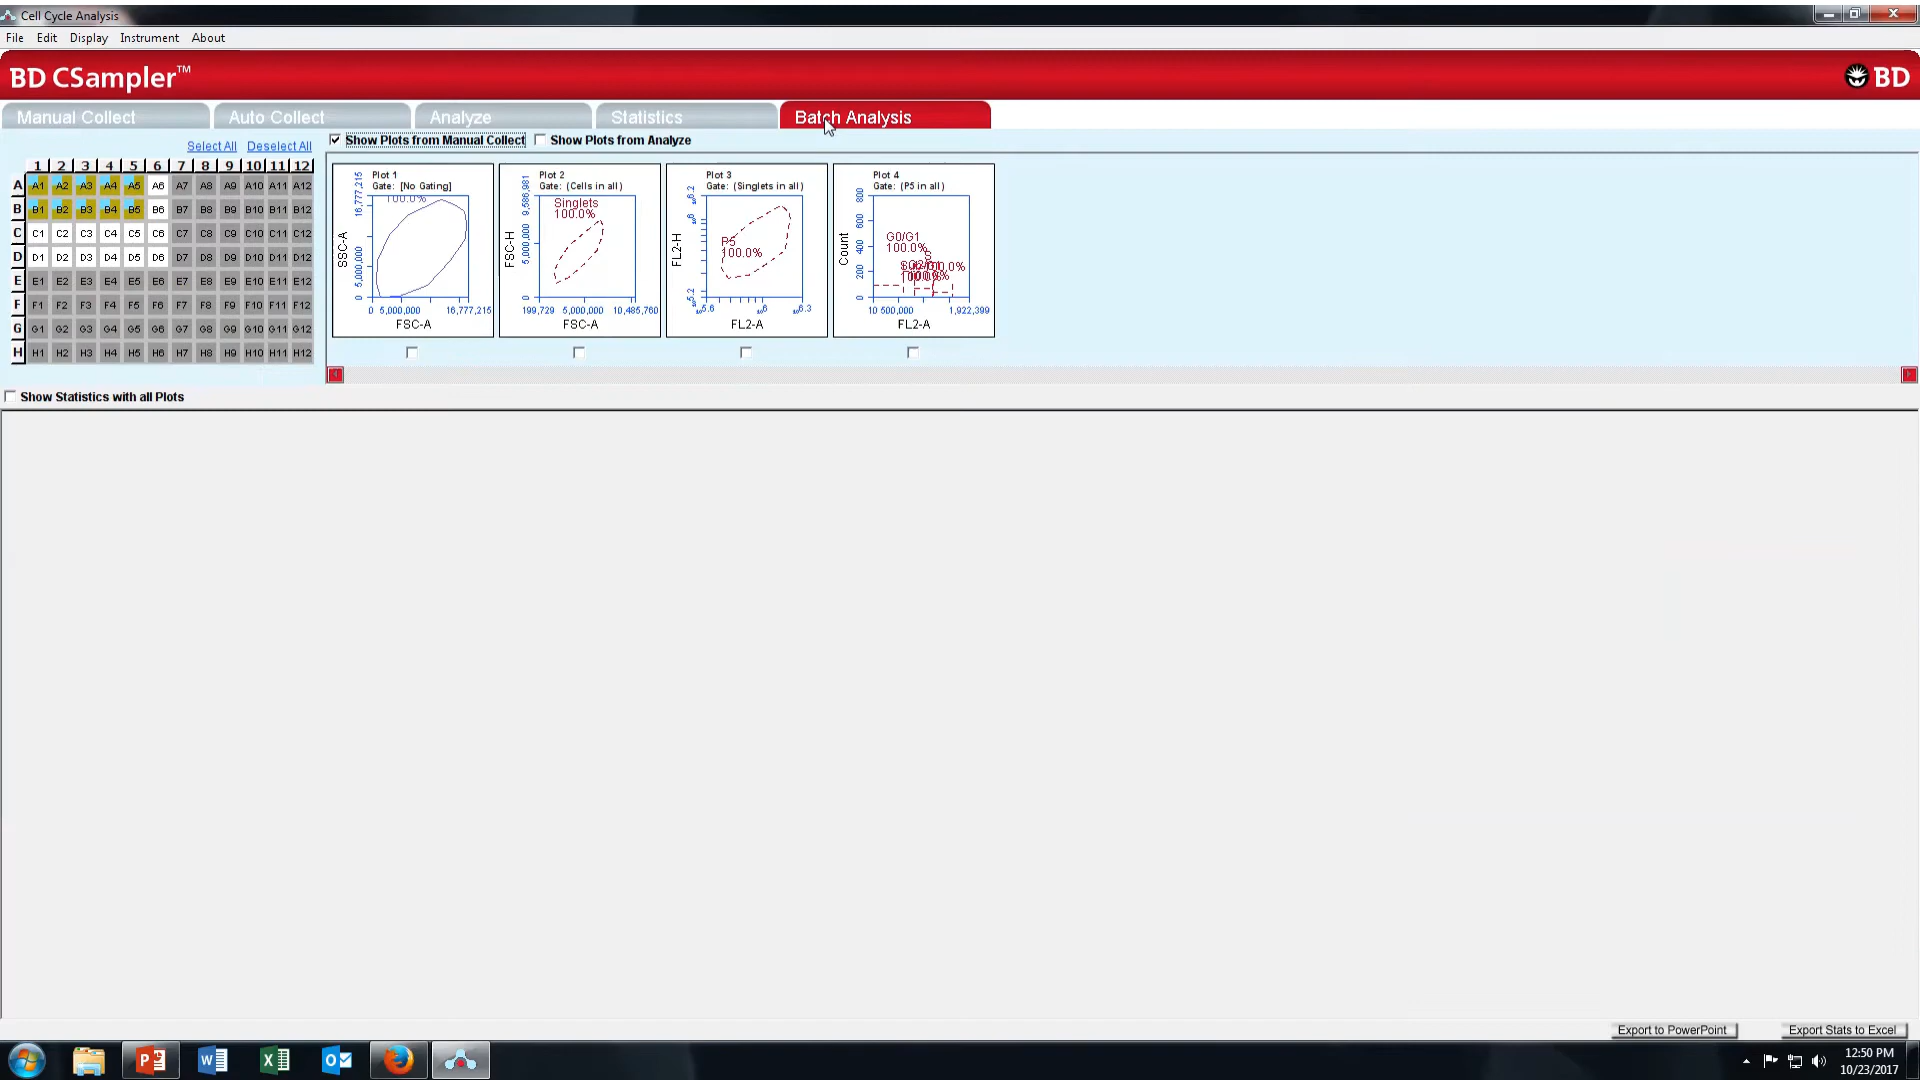 Cell Cycle Analysis
File Edit Display Instrument About
BD CSampler™
BD
Manual Collect Auto Collect Analyze Statistics Batch Analysis
Select All Deselect All
Show Plots from Manual Collect Show Plots from Analyze
1 2 3 4 5 6 7 8 9 10 11 12
A A1 A2 A3 A4 A5 A6 A7 A8 A9 A10 A11 A12
B B1 B2 B3 B4 B5 B6 B7 B8 B9 B10 B11 B12
C C1 C2 C3 C4 C5 C6 C7 C8 C9 C10 C11 C12
D D1 D2 D3 D4 D5 D6 D7 D8 D9 D10 D11 D12
E E1 E2 E3 E4 E5 E6 E7 E8 E9 E10 E11 E12
F F1 F2 F3 F4 F5 F6 F7 F8 F9 F10 F11 F12
G G1 G2 G3 G4 G5 G6 G7 G8 G9 G10 G11 G12
H H1 H2 H3 H4 H5 H6 H7 H8 H9 H10 H11 H12
Plot 1
Gate: [No Gating]
100.0%
SSC-A
16,777,215
5,000,000
0
0 5,000,000 16,777,215
FSC-A
Plot 2
Gate: (Cells in all)
Singlets
100.0%
FSC-H
9,586,981
5,000,000
0
199,729 5,000,000 10,485,760
FSC-A
Plot 3
Gate: (Singlets in all)
P5
100.0%
FL2-H
FL2-A
Plot 4
Gate: (P5 in all)
G0/G1
100.0%
Count
800
600
400
200
0
10 500,000 1,922,399
FL2-A
Show Statistics with all Plots
Export to PowerPoint Export Stats to Excel
12:50 PM
10/23/2017